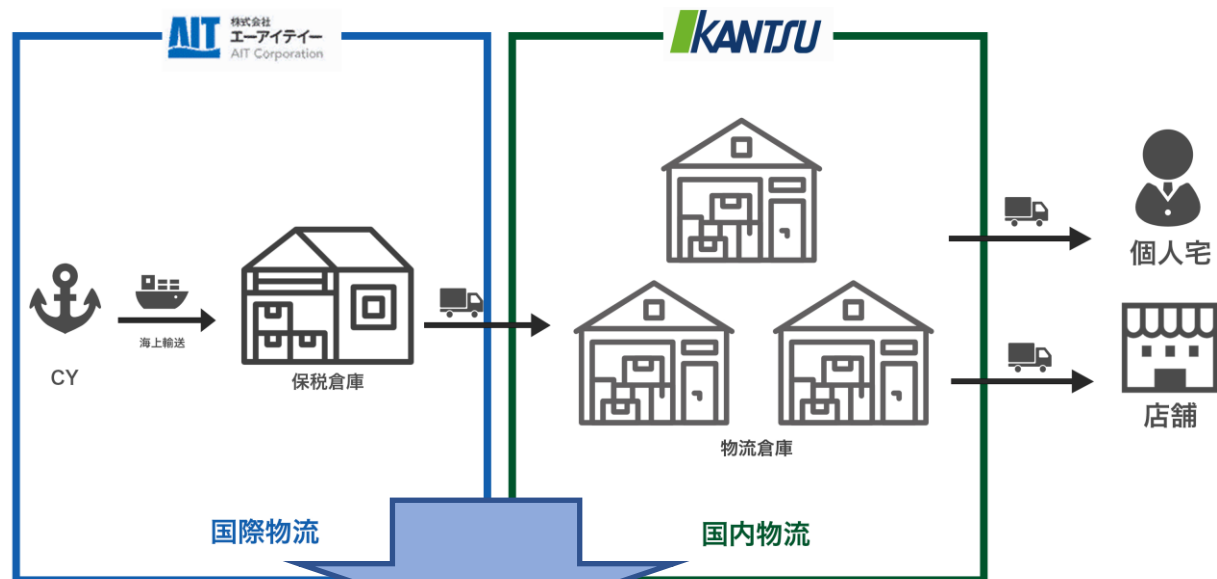 AIT
株式会社
エーアイテイー
AIT Corporation
KANTSU
CY
海上輸送
保税倉庫
物流倉庫
個人宅
店舗
国際物流
国内物流